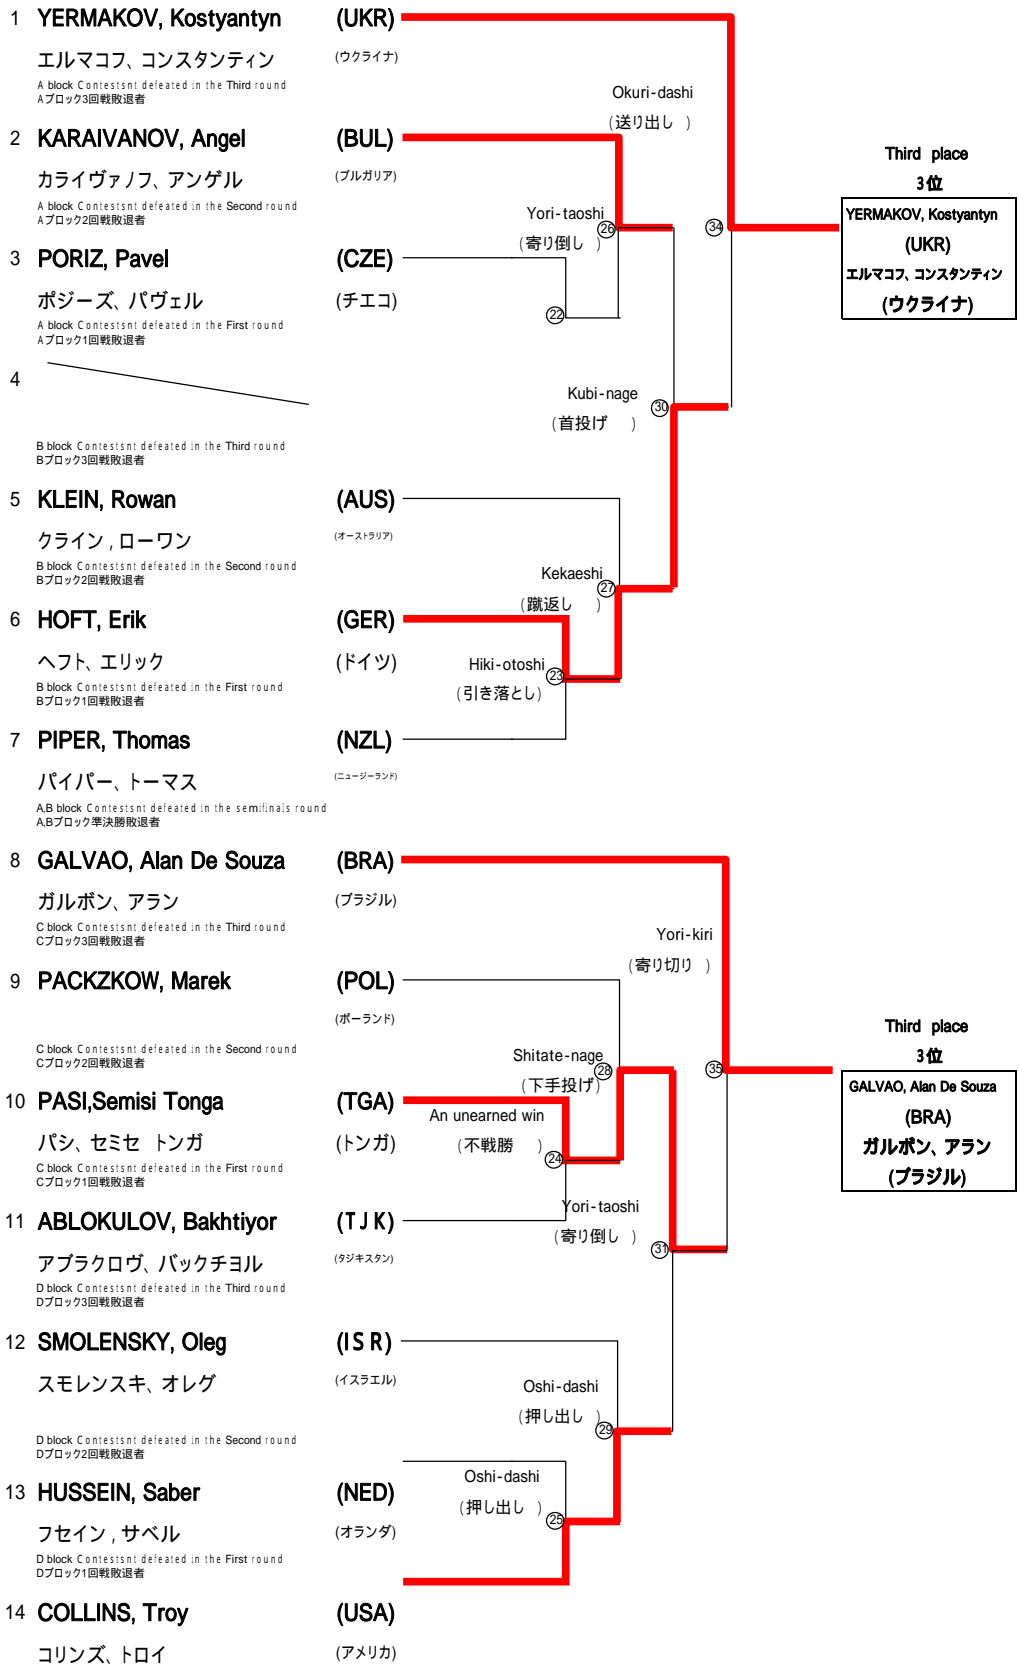 1 YERMAKOV, Kostyantyn (UKR)
エルマコフ、コンスタンティン (ウクライナ)
A block Contestsnt defeated in the Third round
Aブロック3回戦敗退者
Okuri-dashi
(送り出し )
2 KARAIVANOV, Angel (BUL)
カライヴァノフ、アンゲル (ブルガリア)
A block Contestsnt defeated in the Second round
Aブロック2回戦敗退者
Third place
3位
YERMAKOV, Kostyantyn
(UKR)
エルマコフ、コンスタンティン
(ウクライナ)
Yori-taoshi
(寄り倒し )
26
34
3 PORIZ, Pavel (CZE)
ポジーズ、パヴェル (チエコ)
A block Contestsnt defeated in the First round
Aブロック1回戦敗退者
22
4
Kubi-nage
(首投げ )
30
B block Contestsnt defeated in the Third round
Bブロック3回戦敗退者
5 KLEIN, Rowan (AUS)
クライン , ローワン (オーストラリア)
B block Contestsnt defeated in the Second round
Bブロック2回戦敗退者
Kekaeshi
(蹴返し )
27
6 HOFT, Erik (GER)
ヘフト、エリック (ドイツ)
B block Contestsnt defeated in the First round
Bブロック1回戦敗退者
Hiki-otoshi
(引き落とし)
23
7 PIPER, Thomas (NZL)
パイパー、トーマス (ニュージーランド)
A,B block Contestsnt defeated in the semifinals round
A,Bブロック準決勝敗退者
8 GALVAO, Alan De Souza (BRA)
ガルボン、アラン (ブラジル)
C block Contestsnt defeated in the Third round
Cブロック3回戦敗退者
Yori-kiri
(寄り切り )
9 PACKZKOW, Marek (POL)
(ポーランド)
C block Contestsnt defeated in the Second round
Cブロック2回戦敗退者
Third place
3位
GALVAO, Alan De Souza
(BRA)
ガルボン、アラン
(ブラジル)
Shitate-nage
(下手投げ)
28
35
10 PASI,Semisi Tonga (TGA)
パシ、セミセ トンガ (トンガ)
C block Contestsnt defeated in the First round
Cブロック1回戦敗退者
An unearned win
(不戦勝 )
24
11 ABLOKULOV, Bakhtiyor (TJK)
アブラクロヴ、バックチヨル (タジキスタン)
D block Contestsnt defeated in the Third round
Dブロック3回戦敗退者
Yori-taoshi
(寄り倒し )
31
12 SMOLENSKY, Oleg (ISR)
スモレンスキ、オレグ (イスラエル)
D block Contestsnt defeated in the Second round
Dブロック2回戦敗退者
Oshi-dashi
(押し出し )
29
13 HUSSEIN, Saber (NED)
フセイン , サベル (オランダ)
D block Contestsnt defeated in the First round
Dブロック1回戦敗退者
Oshi-dashi
(押し出し )
25
14 COLLINS, Troy (USA)
コリンズ、トロイ (アメリカ)